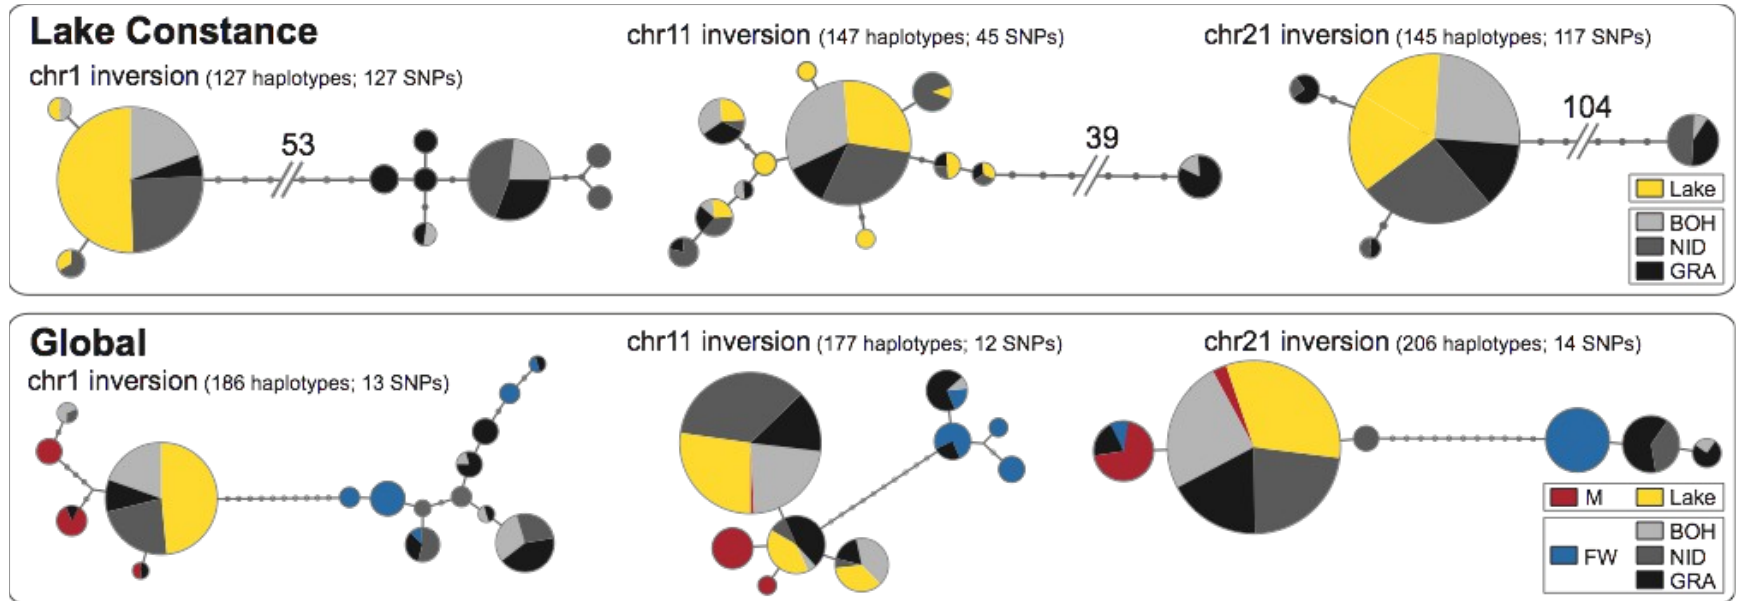 Lake Constance
chr1 inversion (127 haplotypes; 127 SNPs)
53
chr11 inversion (147 haplotypes; 45 SNPs)
39
chr21 inversion (145 haplotypes; 117 SNPs)
104
Lake
BOH
NID
GRA
Global
chr1 inversion (186 haplotypes; 13 SNPs)
chr11 inversion (177 haplotypes; 12 SNPs)
chr21 inversion (206 haplotypes; 14 SNPs)
M Lake
BOH
FW NID
GRA